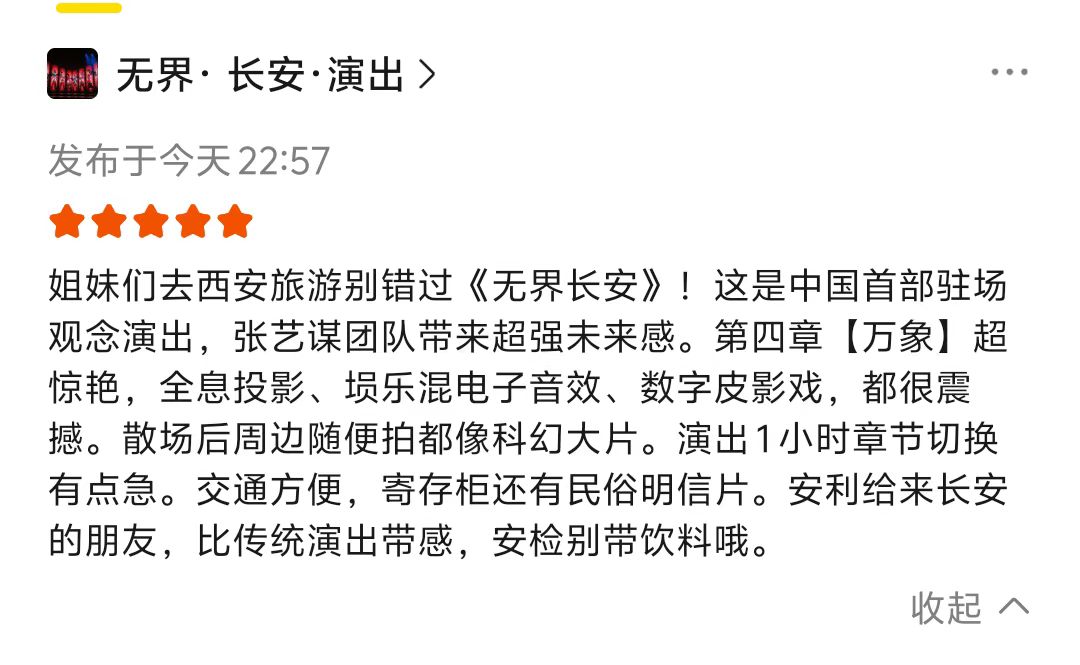 无界· 长安·演出
发布于今天22:57
姐妹们去西安旅游别错过《无界长安》！这是中国首部驻场
观念演出，张艺谋团队带来超强未来感。第四章【万象】超
惊艳，全息投影、埙乐混电子音效、数字皮影戏，都很震
撼。散场后周边随便拍都像科幻大片。演出1小时章节切换
有点急。交通方便，寄存柜还有民俗明信片。安利给来长安
的朋友，比传统演出带感，安检别带饮料哦。
收起